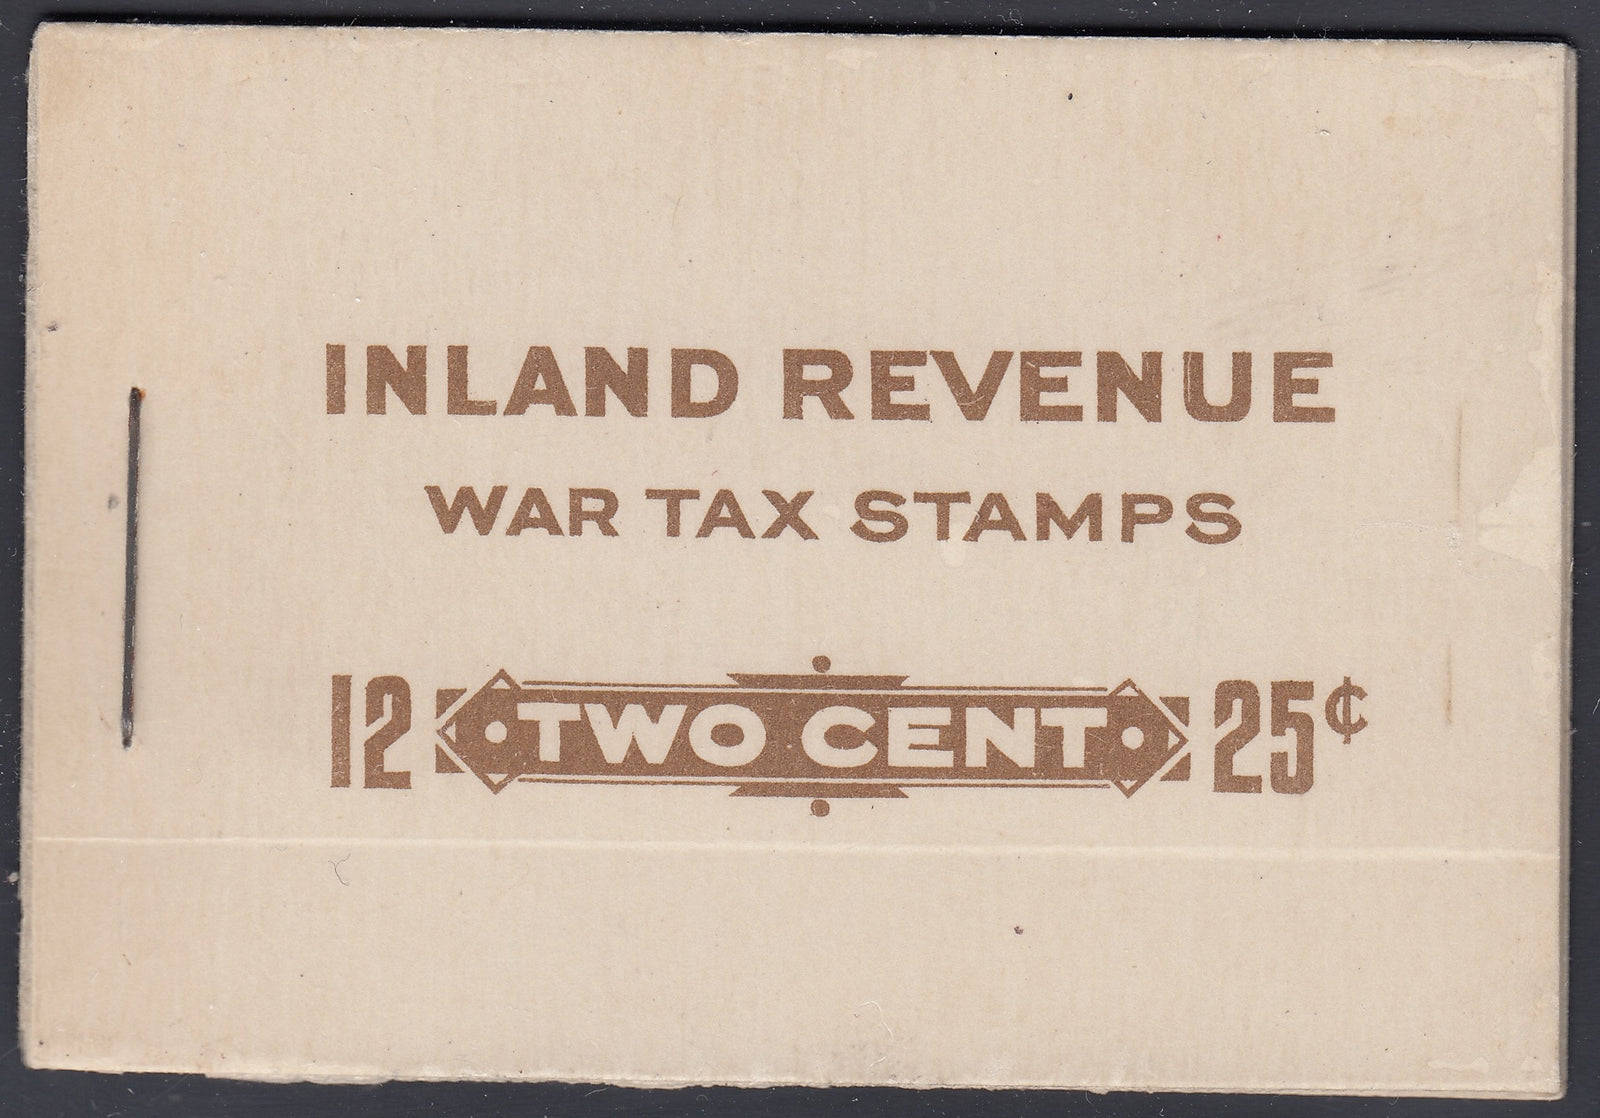 INLAND REVENUE
WAR TAX STAMPS
12 TWO CENT 25¢